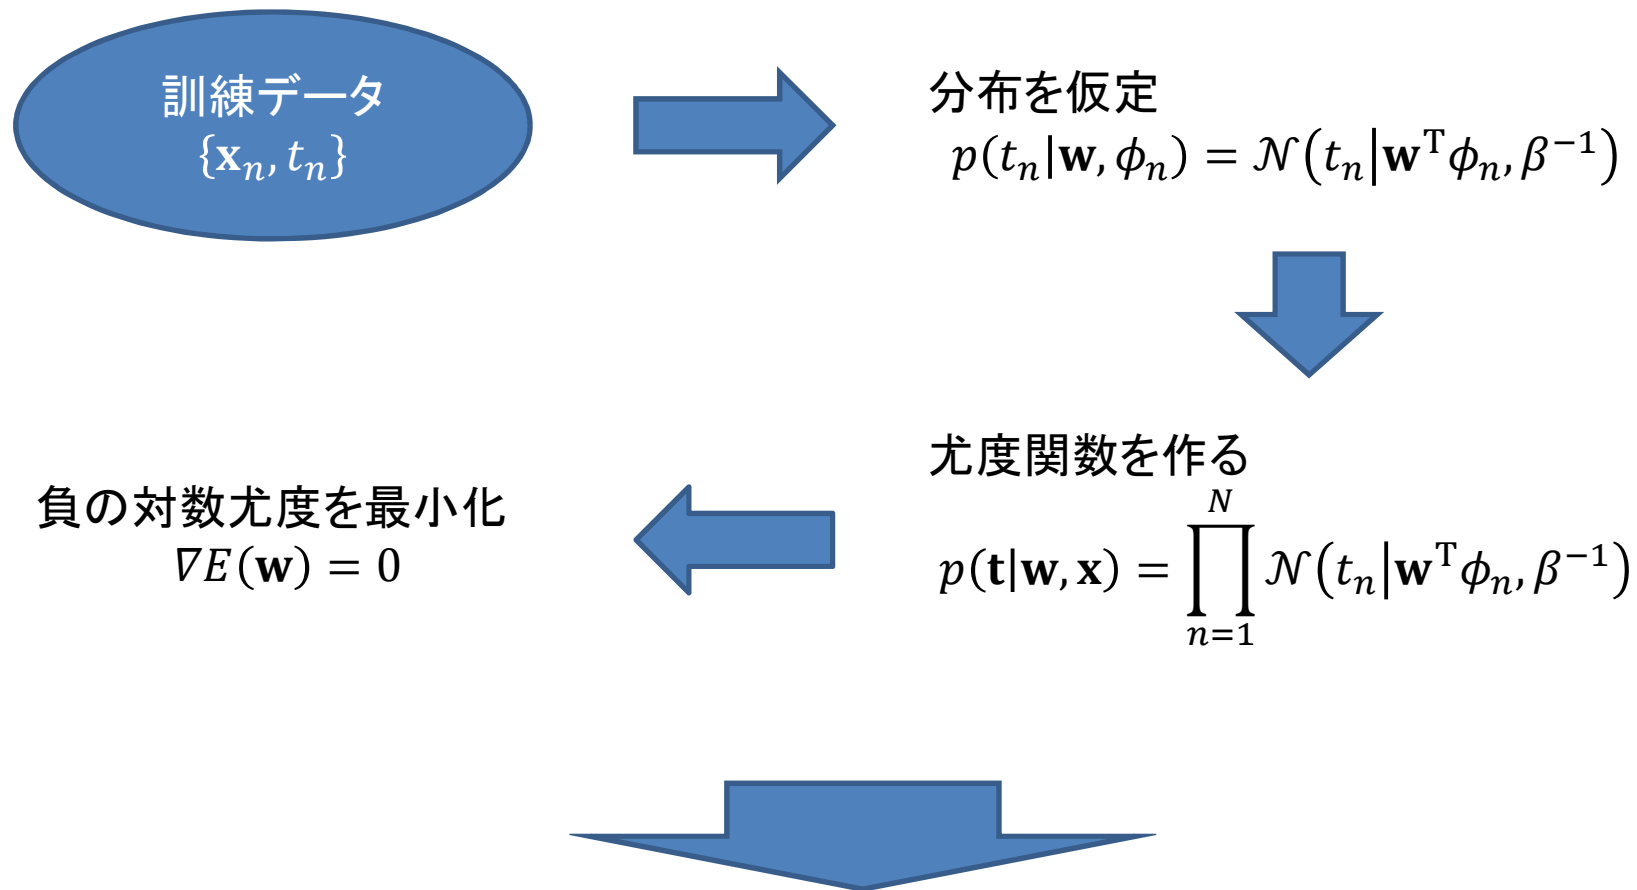 訓練データ
{𝐱ₙ, tₙ}
分布を仮定
p(tₙ|𝐰, ϕₙ) = 𝒩(tₙ|𝐰ᵀϕₙ, β⁻¹)
尤度関数を作る
p(𝐭|𝐰, 𝐱) = ∏ₙ₌₁ᴺ 𝒩(tₙ|𝐰ᵀϕₙ, β⁻¹)
負の対数尤度を最小化
∇E(𝐰) = 0